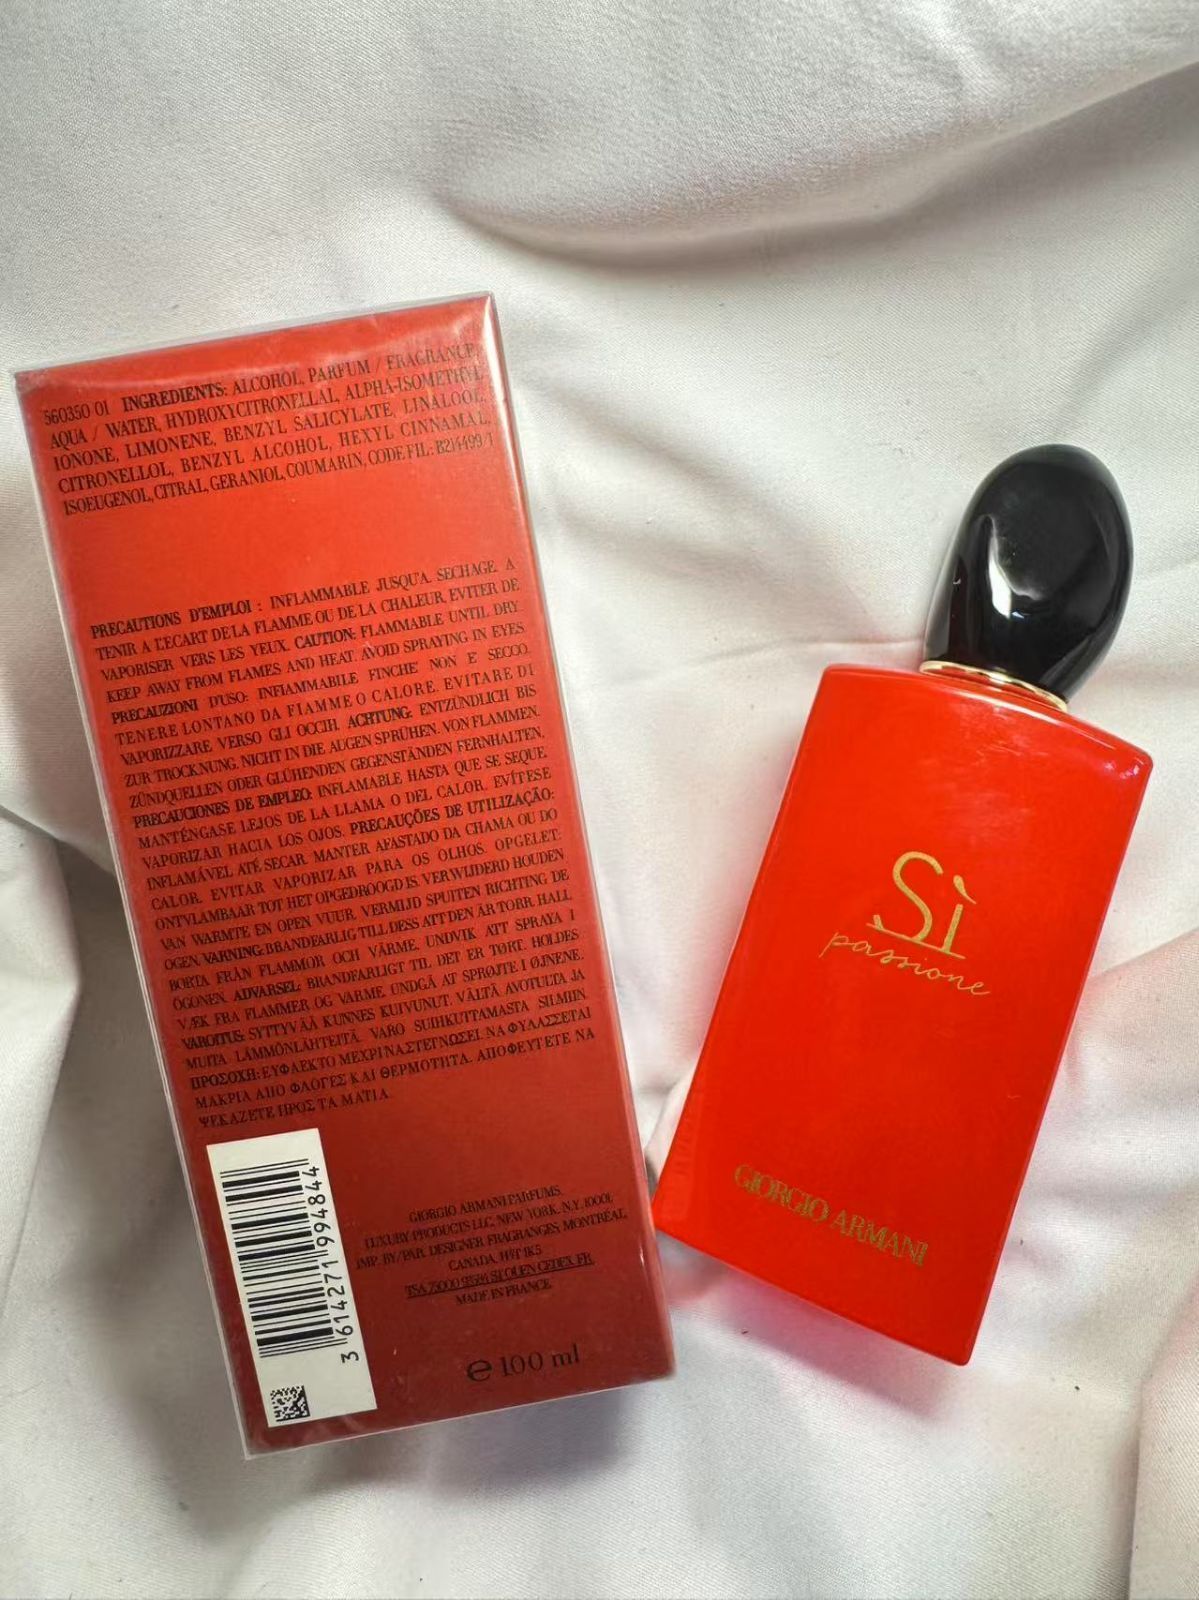 560350 01 INGREDIENTS: ALCOHOL, PARFUM / FRAGRANCE,
AQUA / WATER, HYDROXYCITRONELLAL, ALPHA-ISOMETHYL
IONONE, LIMONENE, BENZYL SALICYLATE, LINALOOL,
CITRONELLOL, BENZYL ALCOHOL, HEXYL CINNAMAL,
ISOEUGENOL, CITRAL, GERANIOL, COUMARIN, CODE FIL: B214499/1
PRECAUTIONS D'EMPLOI : INFLAMMABLE JUSQU'A. SECHAGE. A
TENIR A L'ECART DE LA FLAMME OU DE LA CHALEUR, EVITER DE
VAPORISER VERS LES YEUX. CAUTION: FLAMMABLE UNTIL DRY.
KEEP AWAY FROM FLAMES AND HEAT. AVOID SPRAYING IN EYES.
PRECAUZIONI D'USO: INFIAMMABILE FINCHE' NON E' SECCO.
TENERE LONTANO DA FIAMME O CALORE. EVITARE DI
VAPORIZZARE VERSO GLI OCCIH. ACHTUNG: ENTZÜNDLICH BIS
ZUR TROCKNUNG. NICHT IN DIE AUGEN SPRÜHEN. VON FLAMMEN,
ZÜNDQUELLEN ODER GLÜHENDEN GEGENSTÄNDEN FERNHALTEN.
PRECAUCIONES DE EMPLEO: INFLAMABLE HASTA QUE SE SEQUE.
MANTÉNGASE LEJOS DE LA LLAMA O DEL CALOR. EVÍTESE
VAPORIZAR HACIA LOS OJOS. PRECAUÇÕES DE UTILIZAÇÃO:
INFLAMÁVEL ATÉ SECAR. MANTER AFASTADO DA CHAMA OU DO
CALOR. EVITAR VAPORIZAR PARA OS OLHOS. OPGELET:
ONTVLAMBAAR TOT HET OPGEDROOGD IS. VERWIJDERD HOUDEN
VAN WARMTE EN OPEN VUUR. VERMIJD SPUITEN RICHTING DE
OGEN. VARNING: BRANDFARLIG TILL DESS ATT DEN ÄR TORR. HALL
BORTA FRÅN FLAMMOR OCH VÄRME. UNDVIK ATT SPRAYA I
ÖGONEN. ADVARSEL: BRANDFARLIGT TIL DET ER TØRT. HOLDES
VÆK FRA FLAMMER OG VARME. UNDGÅ AT SPRØJTE I ØJNENE.
VAROITUS: SYTTYVÄÄ KUNNES KUIVUNUT. VÄLTÄ AVOTULTA JA
MUITA LÄMMÖNLÄHTEITÄ. VARO SUIHKUTTAMASTA SILMIIN.
ΠΡΟΣΟΧΗ: ΕΥΦΛΕΚΤΟ ΜΕΧΡΙ ΝΑ ΣΤΕΓΝΩΣΕΙ. ΝΑ ΦΥΛΑΣΣΕΤΑΙ
ΜΑΚΡΙΑ ΑΠΟ ΦΛΟΓΕΣ ΚΑΙ ΘΕΡΜΟΤΗΤΑ. ΑΠΟΦΕΥΓΕΤΕ ΝΑ
ΨΕΚΑΖΕΤΕ ΠΡΟΣ ΤΑ ΜΑΤΙΑ.
GIORGIO ARMANI PARFUMS.
LUXURY PRODUCTS LLC. NEW YORK. N.Y. 10001.
IMP. BY/PAR. DESIGNER FRAGRANCES, MONTRÉAL,
CANADA, H4T 1K5
TSA 75000 93584 ST OUEN CEDEX FR.
MADE IN FRANCE
3 614271 994844
℮ 100 ml
Sì
passione
GIORGIO ARMANI